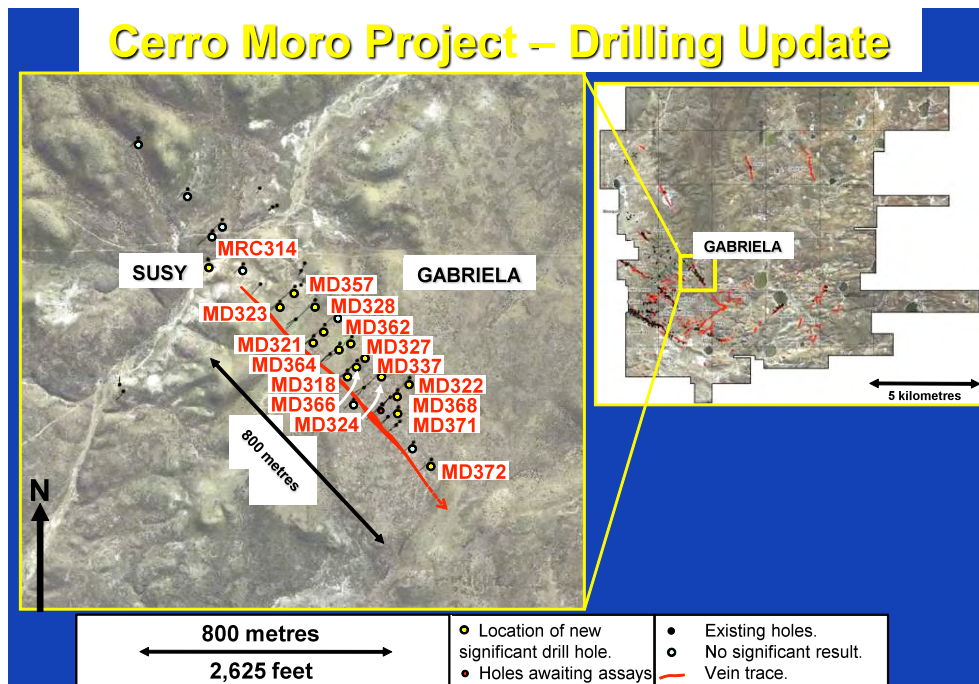 Cerro Moro Project – Drilling Update
MRC314
SUSY
GABRIELA
MD357
MD323
MD328
MD362
MD321
MD327
MD364
MD337
MD318
MD322
MD366
MD368
MD324
MD371
MD372
800 metres
N
GABRIELA
5 kilometres
800 metres
2,625 feet
Location of new
significant drill hole.
Holes awaiting assays
Existing holes.
No significant result.
Vein trace.